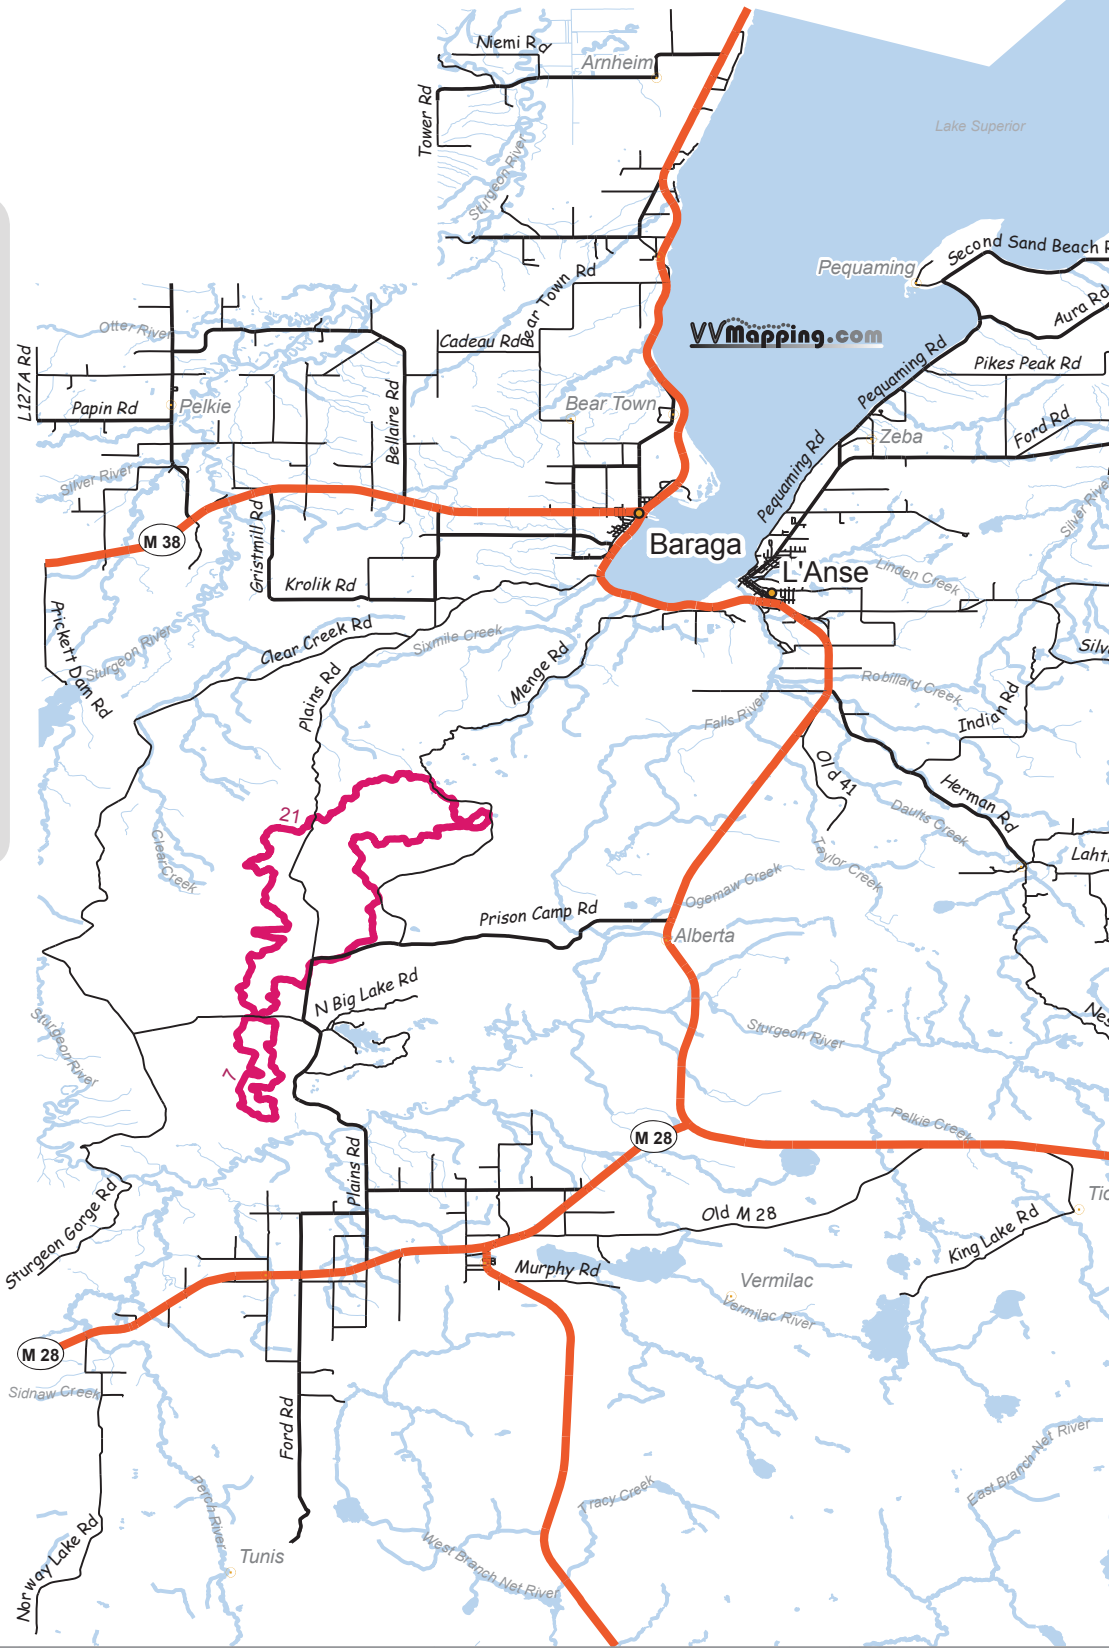 Niemi Rd
Arnheim
Tower Rd
Sturgeon River
Lake Superior
Second Sand Beach R
Pequaming
Bear Town Rd
Aura Rd
Otter River
VVMapping.com
Cadeau Rd
L127A Rd
Pequaming Rd
Pikes Peak Rd
Papin Rd
Pelkie
Bellaire Rd
Bear Town
Ford Rd
Zeba
Silver River
Pequaming Rd
Silver River
M 38
Gristmill Rd
Baraga
L'Anse
Linden Creek
Krolik Rd
Prickett Dam Rd
Sturgeon River
Clear Creek Rd
Sixmile Creek
Menge Rd
Silv
Robillard Creek
Plains Rd
Falls River
Indian Rd
Old 41
Herman Rd
21
Daults Creek
Clear Creek
Taylor Creek
Laht
Ogemaw Creek
Prison Camp Rd
Alberta
N Big Lake Rd
Nes
Sturgeon River
Sturgeon River
7
Pelkie Creek
M 28
Plains Rd
Sturgeon Gorge Rd
Old M 28
Tio
King Lake Rd
Murphy Rd
Vermilac
Vermilac River
M 28
Sidnaw Creek
Ford Rd
East Branch Net River
Perch River
Tracy Creek
Norway Lake Rd
Tunis
West Branch Net River